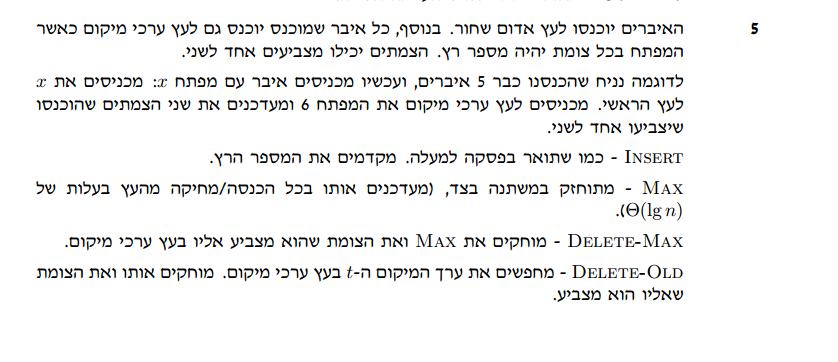 5 האיברים יוכנסו לעץ אדום שחור. בנוסף, כל איבר שמוכנס יוכנס גם לעץ ערכי מיקום כאשר
המפתח בכל צומת יהיה מספר רץ. הצמתים יכילו מצביעים אחד לשני.
לדוגמה נניח שהכנסנו כבר 5 איברים, ועכשיו מכניסים איבר עם מפתח x: מכניסים את x
לעץ הראשי. מכניסים לעץ ערכי מיקום את המפתח 6 ומעדכנים את שני הצמתים שהוכנסו
שיצביעו אחד לשני.
INSERT - כמו שתואר בפסקה למעלה. מקדמים את המספר הרץ.
MAX - מתוחזק במשתנה בצד, (מעדכנים אותו בכל הכנסה/מחיקה מהעץ בעלות של
Θ(lg n)).
DELETE-MAX - מוחקים את MAX ואת הצומת שהוא מצביע אליו בעץ ערכי מיקום.
DELETE-OLD - מחפשים את ערך המיקום ה-t בעץ ערכי מיקום. מוחקים אותו ואת הצומת
שאליו הוא מצביע.